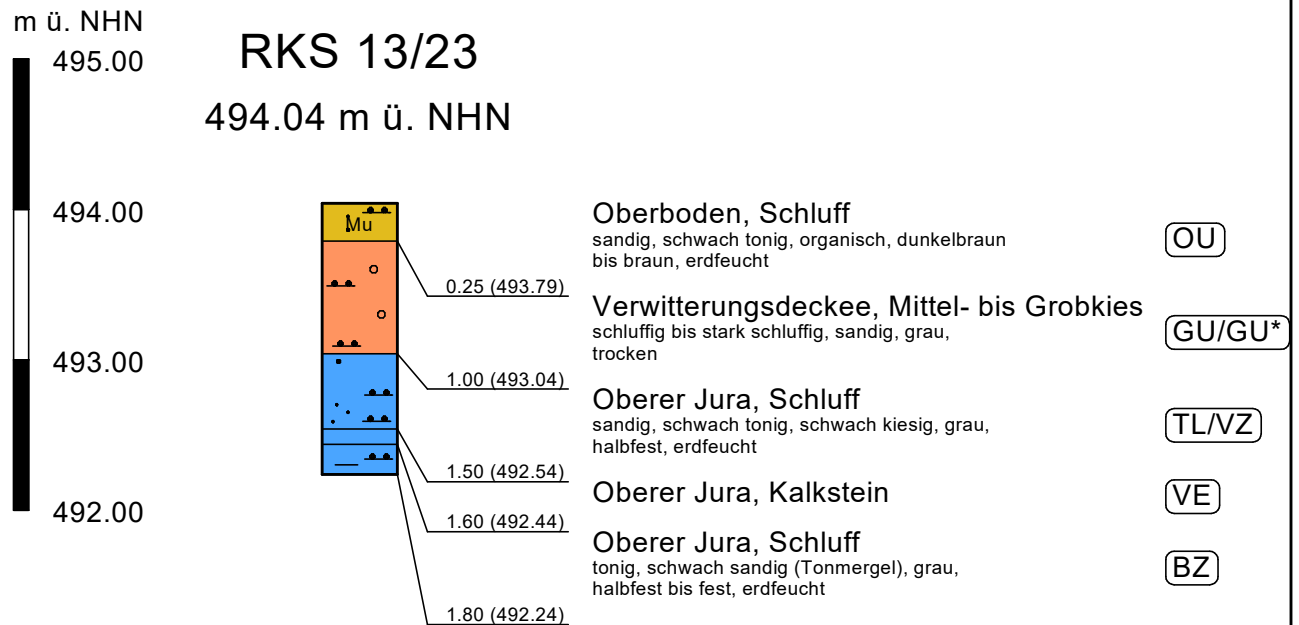 m ü. NHN
495.00
RKS 13/23
494.04 m ü. NHN
494.00
Mu
Oberboden, Schluff
sandig, schwach tonig, organisch, dunkelbraun
bis braun, erdfeucht
OU
0.25 (493.79)
Verwitterungsdeckee, Mittel- bis Grobkies
schluffig bis stark schluffig, sandig, grau,
trocken
GU/GU*
493.00
1.00 (493.04)
Oberer Jura, Schluff
sandig, schwach tonig, schwach kiesig, grau,
halbfest, erdfeucht
TL/VZ
1.50 (492.54)
Oberer Jura, Kalkstein
VE
492.00
1.60 (492.44)
Oberer Jura, Schluff
tonig, schwach sandig (Tonmergel), grau,
halbfest bis fest, erdfeucht
BZ
1.80 (492.24)